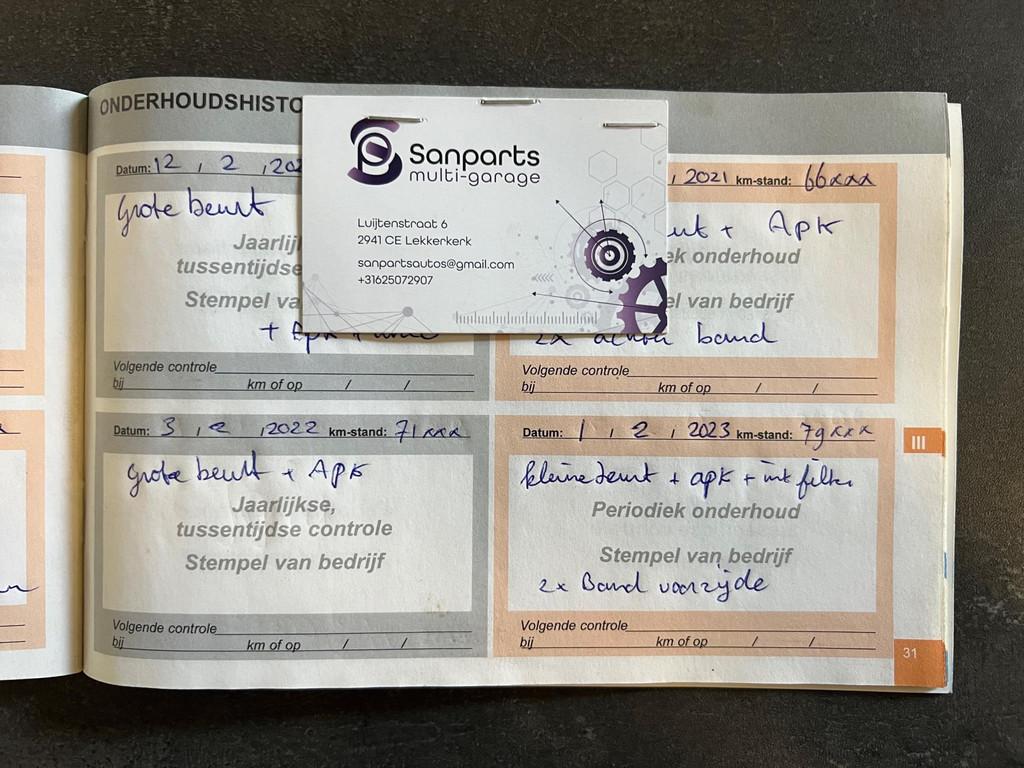 ONDERHOUDSHISTO
Datum: 12 , 2 , 202
Grote beurt
Jaarlij
tussentijdse
Stempel va
+ Apk +
Volgende controle
bij km of op / /
Sanparts
multi-garage
Luijtenstraat 6
2941 CE Lekkerkerk
sanpartsautos@gmail.com
+31625072907
, 2021 km-stand: 66xxx
urt + Apk
ek onderhoud
el van bedrijf
2x achter band
Volgende controle
bij km of op / /
Datum: 3 , 2 , 2022 km-stand: 71xxx
Grote beurt + Apk
Jaarlijkse,
tussentijdse controle
Stempel van bedrijf
Volgende controle
bij km of op / /
Datum: 1 , 2 , 2023 km-stand: 79xxx
kleine beurt + apk + int filter
Periodiek onderhoud
Stempel van bedrijf
2x Band voorzijde
Volgende controle
bij km of op / /
III
31